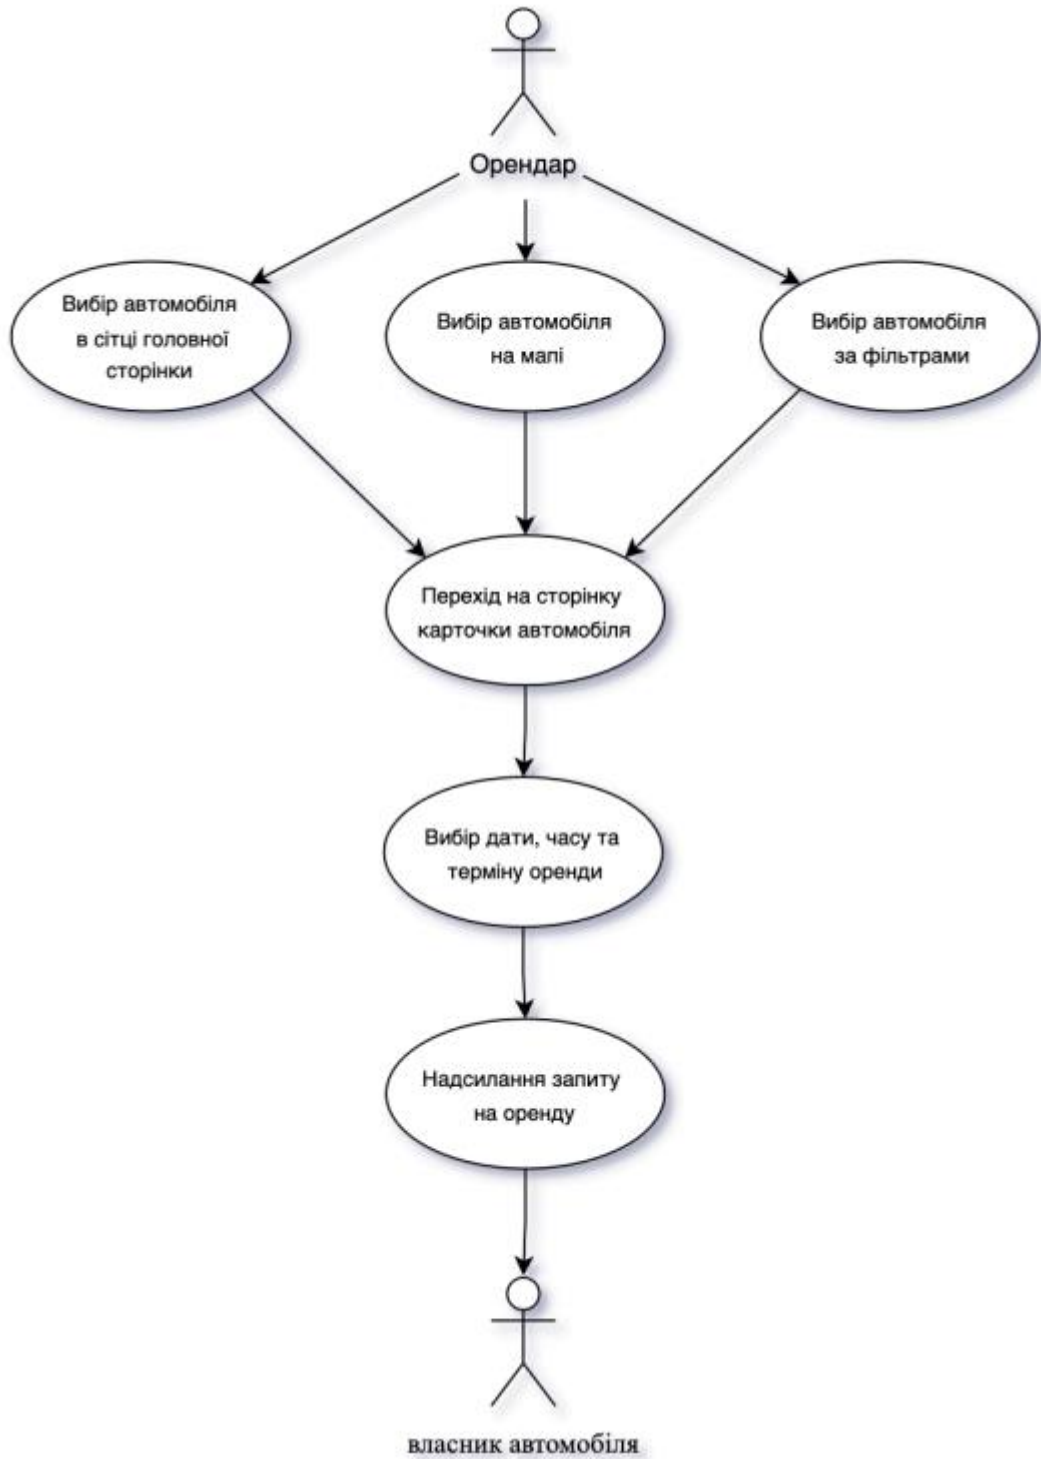 Орендар
Вибір автомобіля
в сітці головної
сторінки
Вибір автомобіля
на мапі
Вибір автомобіля
за фільтрами
Перехід на сторінку
карточки автомобіля
Вибір дати, часу та
терміну оренди
Надсилання запиту
на оренду
власник автомобіля